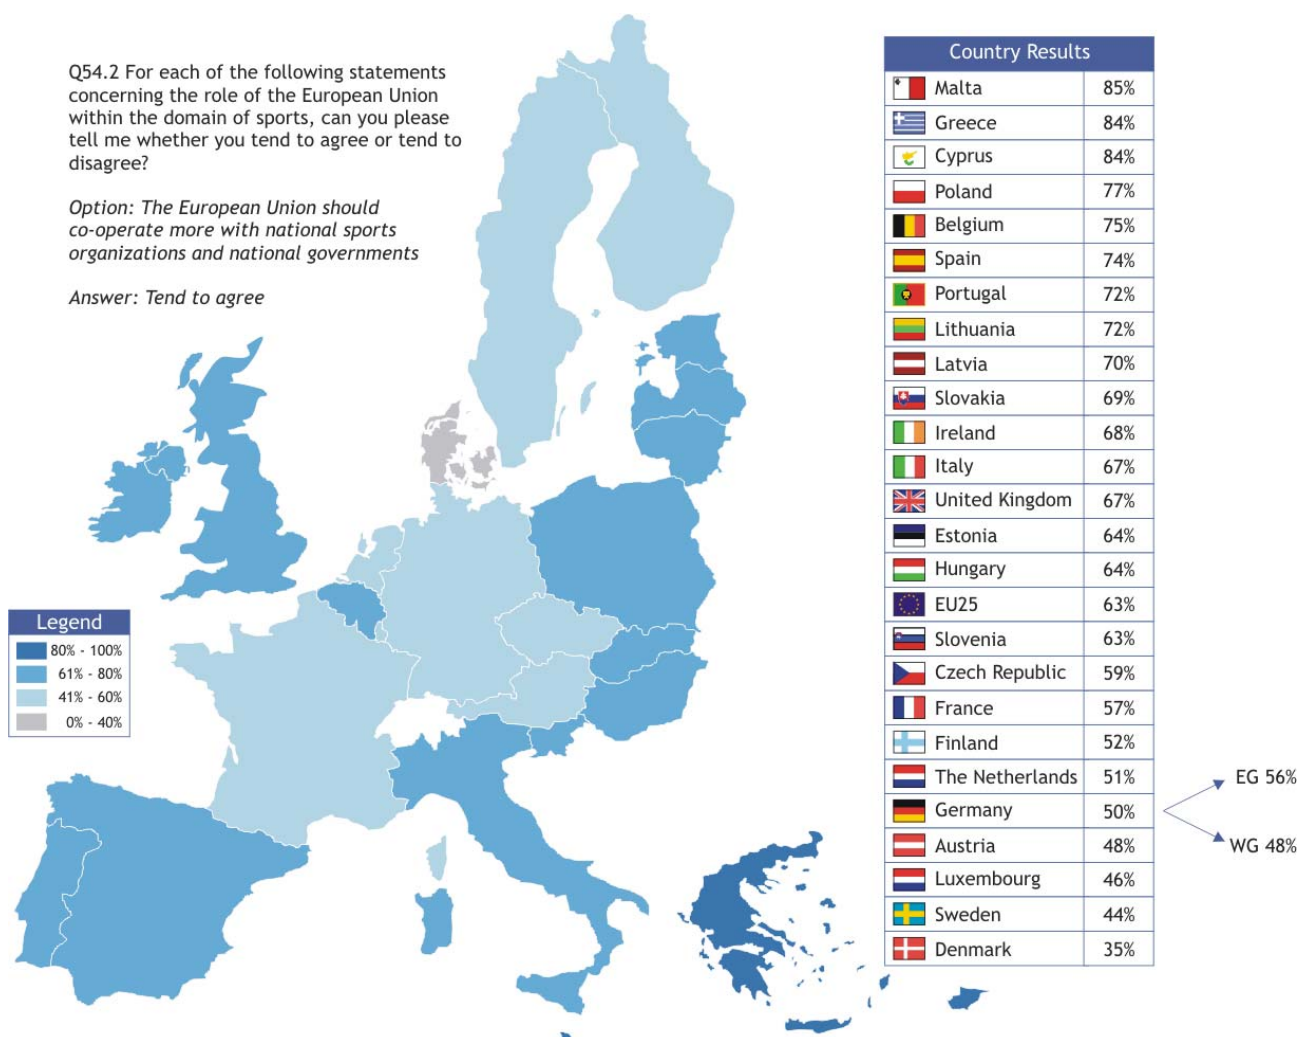 Q54.2 For each of the following statements
concerning the role of the European Union
within the domain of sports, can you please
tell me whether you tend to agree or tend to
disagree?
Option: The European Union should
co-operate more with national sports
organizations and national governments
Answer: Tend to agree
Legend
80% - 100%
61% - 80%
41% - 60%
0% - 40%
Country Results
Malta 85%
Greece 84%
Cyprus 84%
Poland 77%
Belgium 75%
Spain 74%
Portugal 72%
Lithuania 72%
Latvia 70%
Slovakia 69%
Ireland 68%
Italy 67%
United Kingdom 67%
Estonia 64%
Hungary 64%
EU25 63%
Slovenia 63%
Czech Republic 59%
France 57%
Finland 52%
The Netherlands 51%
Germany 50%
Austria 48%
Luxembourg 46%
Sweden 44%
Denmark 35%
EG 56%
WG 48%